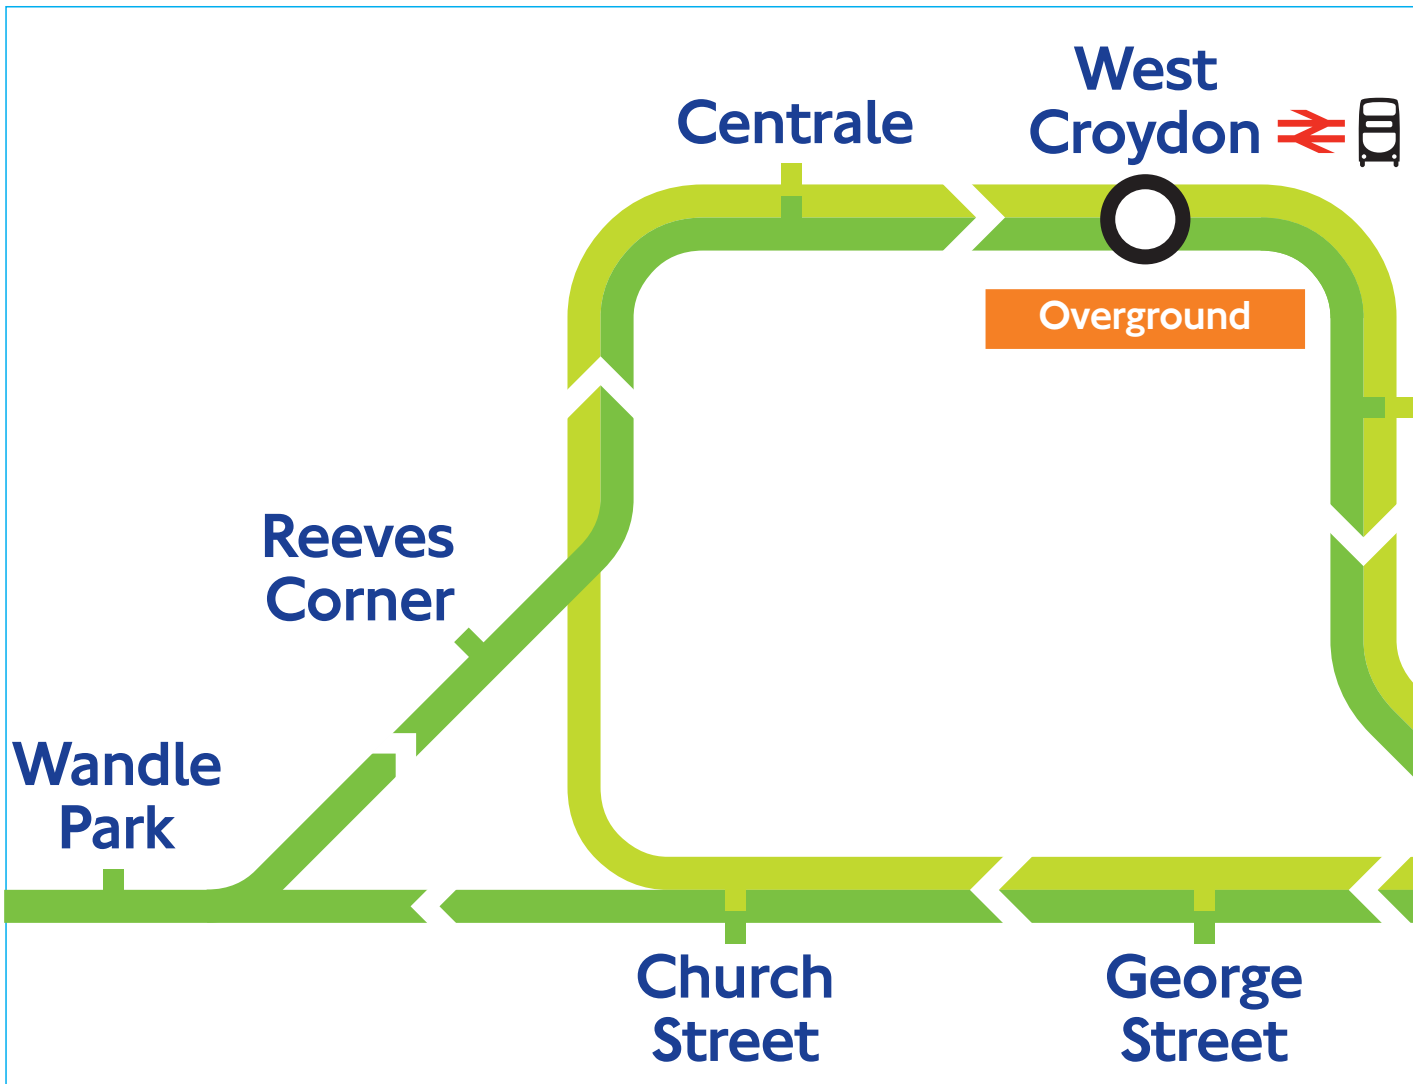 West
Croydon
Centrale
Overground
Reeves
Corner
Wandle
Park
Church
Street
George
Street